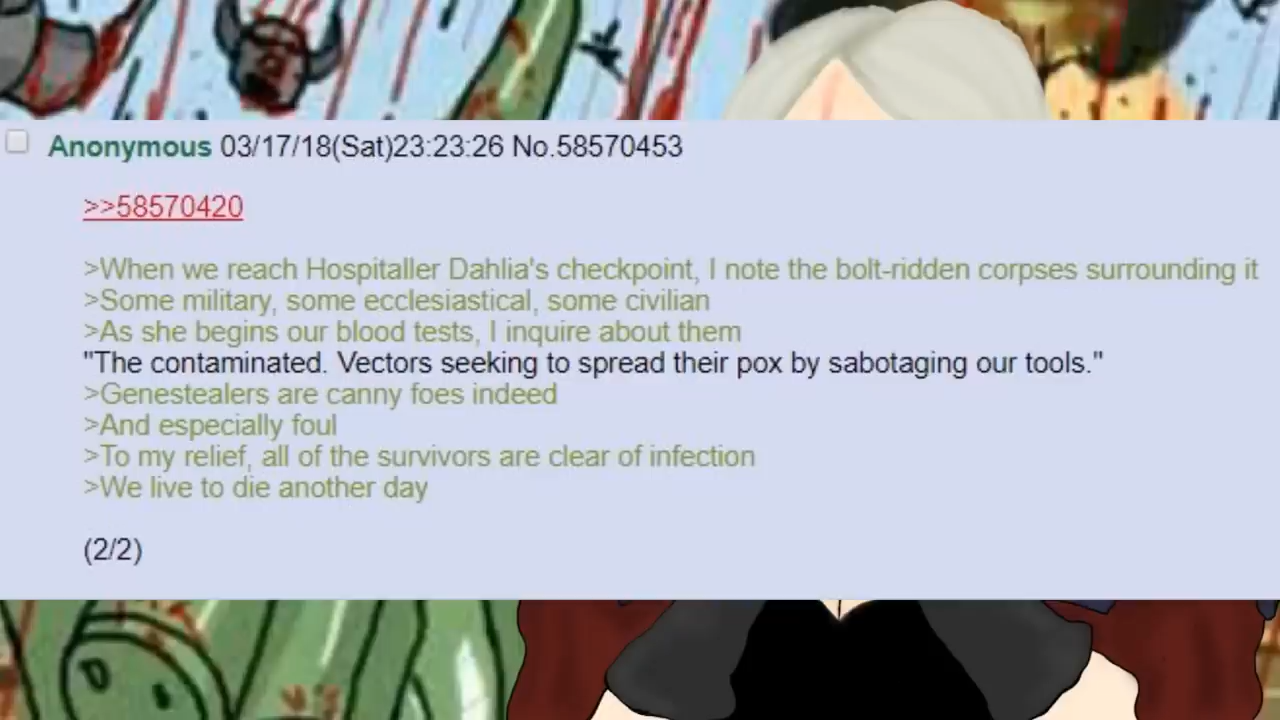 Anonymous 03/17/18(Sat)23:23:26 No.58570453
>>58570420
>When we reach Hospitaller Dahlia's checkpoint, I note the bolt-ridden corpses surrounding it
>Some military, some ecclesiastical, some civilian
>As she begins our blood tests, I inquire about them
"The contaminated. Vectors seeking to spread their pox by sabotaging our tools."
>Genestealers are canny foes indeed
>And especially foul
>To my relief, all of the survivors are clear of infection
>We live to die another day
(2/2)